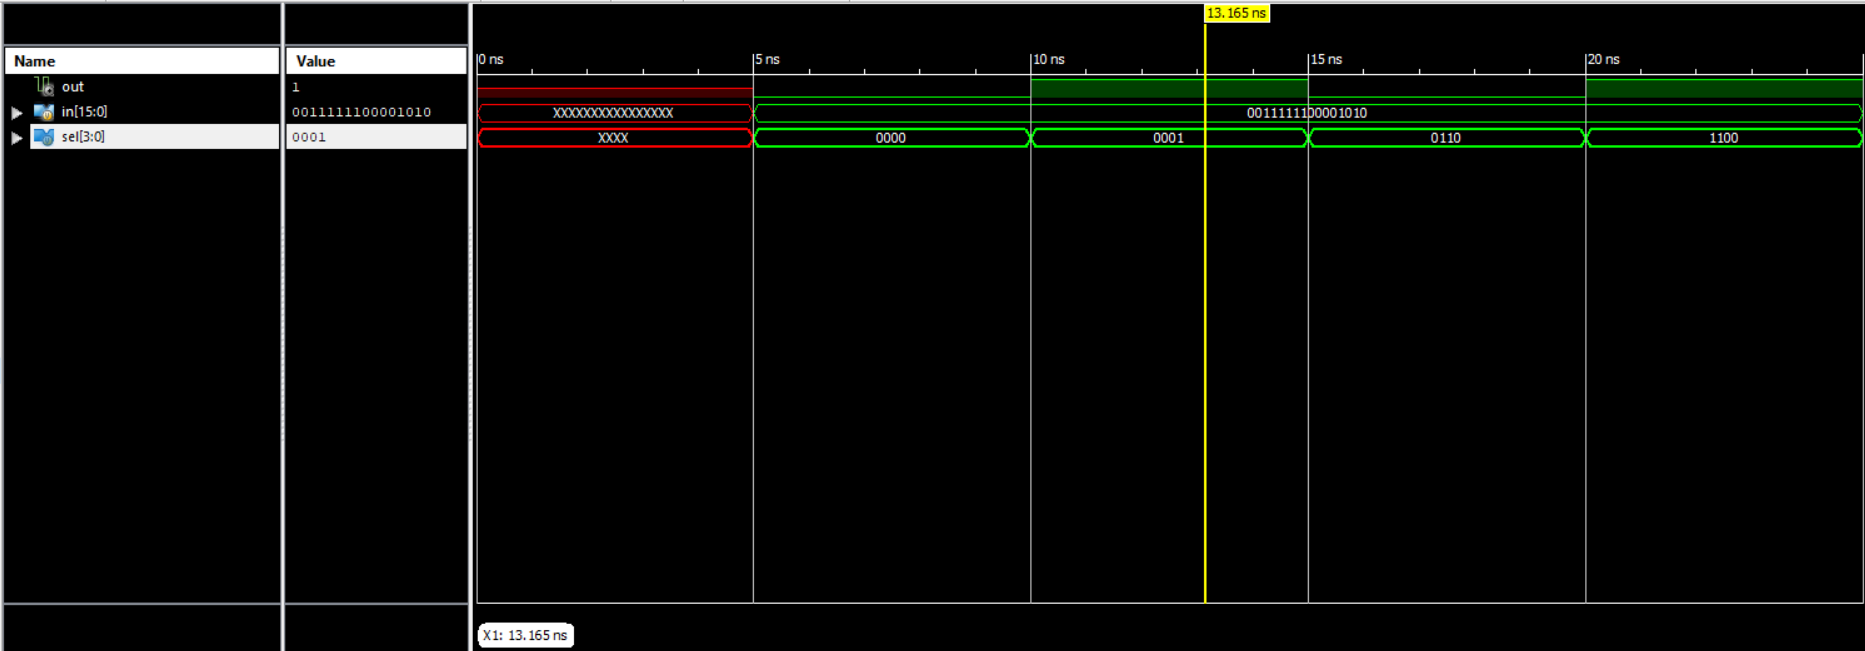 13.165 ns
Name Value 0 ns 5 ns 10 ns 15 ns 20 ns
out 1
in[15:0] 0011111100001010 XXXXXXXXXXXXXXXX 0011111100001010
sel[3:0] 0001 XXXX 0000 0001 0110 1100
X1: 13.165 ns